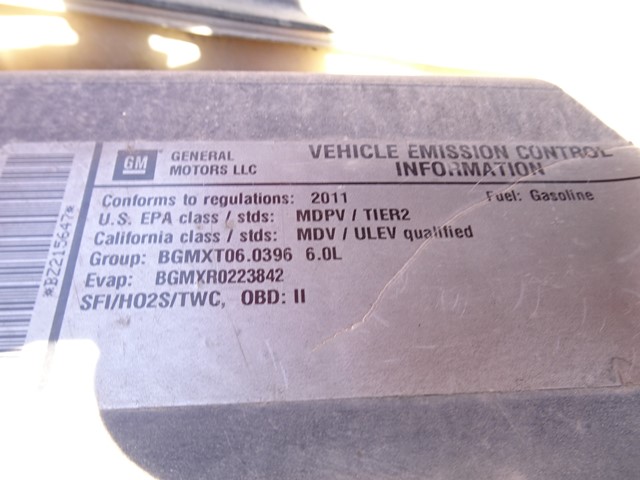 GM
GENERAL MOTORS LLC
VEHICLE EMISSION CONTROL INFORMATION
Conforms to regulations: 2011 Fuel: Gasoline
U.S. EPA class / stds: MDPV / TIER2
California class / stds: MDV / ULEV qualified
Group: BGMXT06.0396 6.0L
Evap: BGMXR0223842
SFI/HO2S/TWC, OBD: II
*BZ215647*